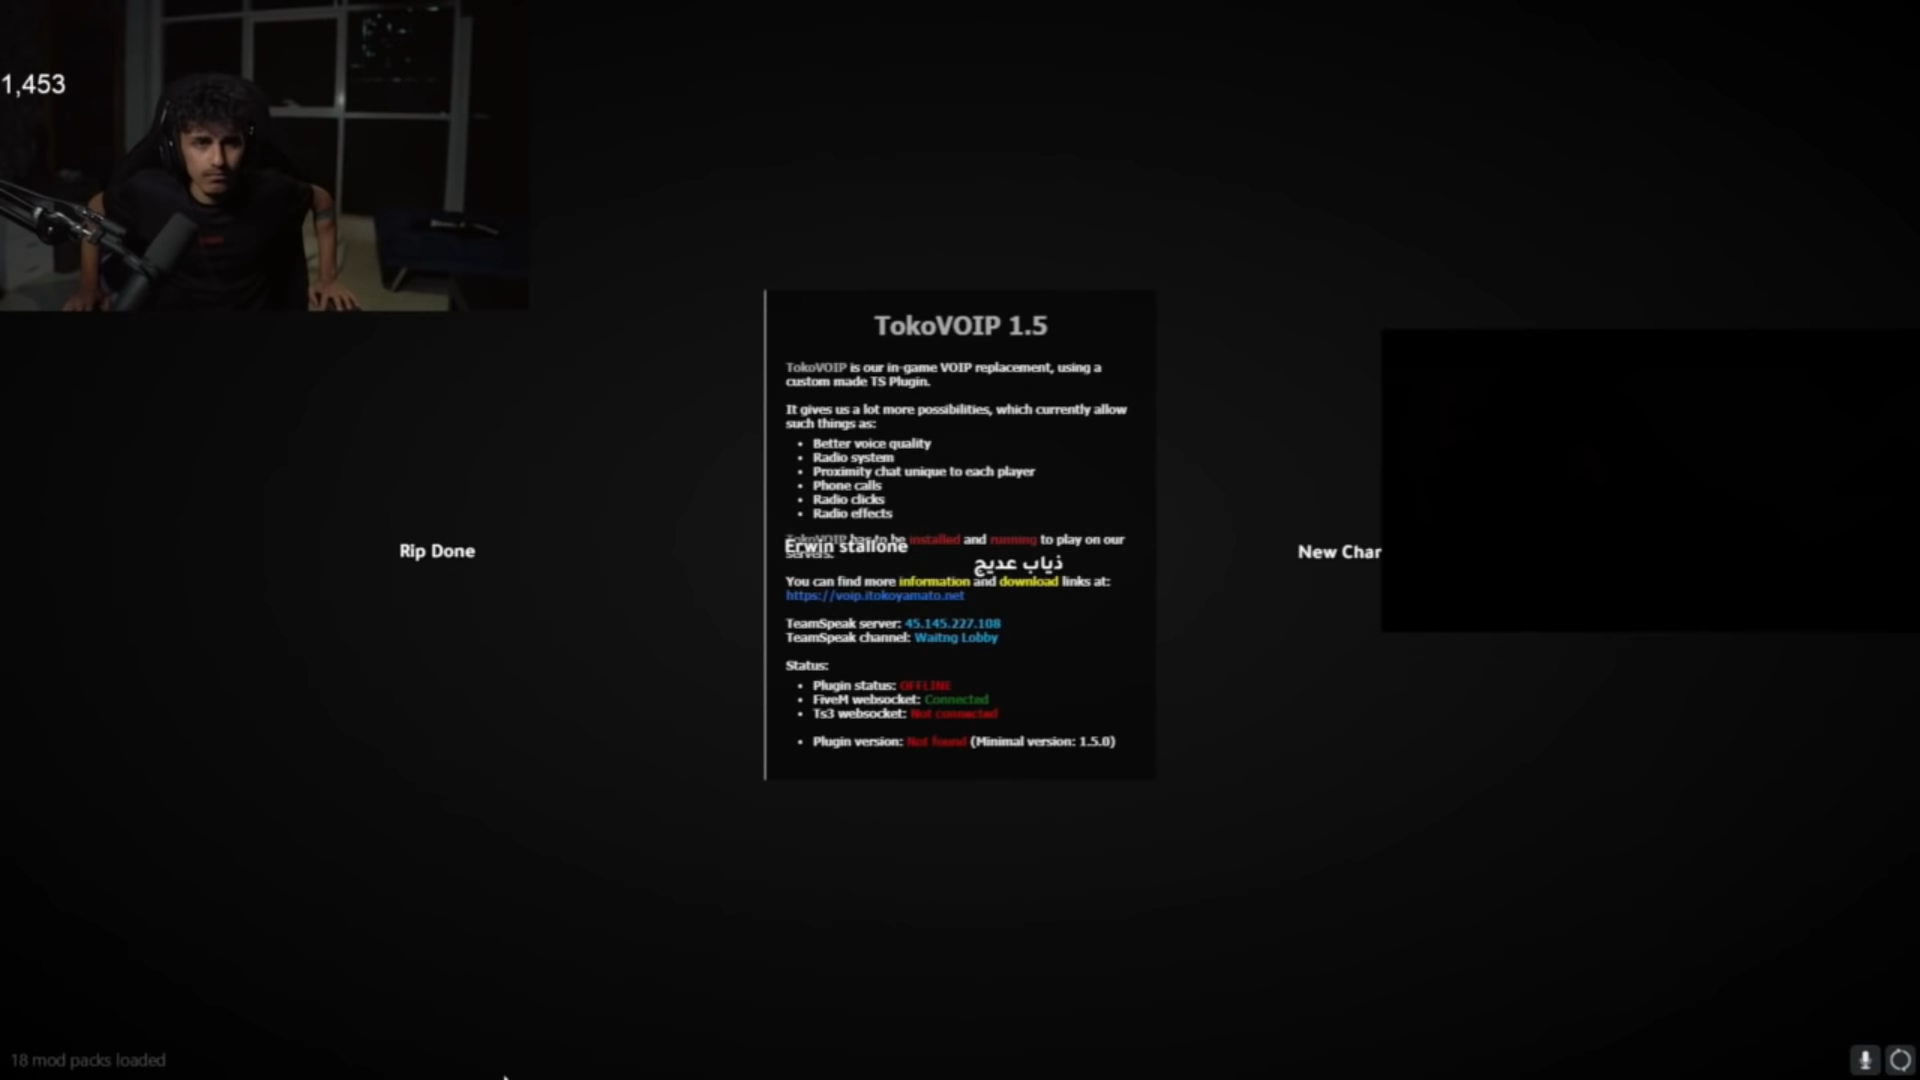 1,453
TokoVOIP 1.5
TokoVOIP is our in-game VOIP replacement, using a
custom made TS Plugin.
It gives us a lot more possibilities, which currently allow
such things as:
• Better voice quality
• Radio system
• Proximity chat unique to each player
• Phone calls
• Radio clicks
• Radio effects
TokoVOIP has to be installed and running to play on our
servers.
Rip Done
Erwin stallone
New Char
ذياب عديج
You can find more information and download links at:
https://voip.itokoyamato.net
TeamSpeak server: 45.145.227.108
TeamSpeak channel: Waitng Lobby
Status:
• Plugin status: OFFLINE
• FiveM websocket: Connected
• Ts3 websocket: Not connected
• Plugin version: Not found (Minimal version: 1.5.0)
18 mod packs loaded